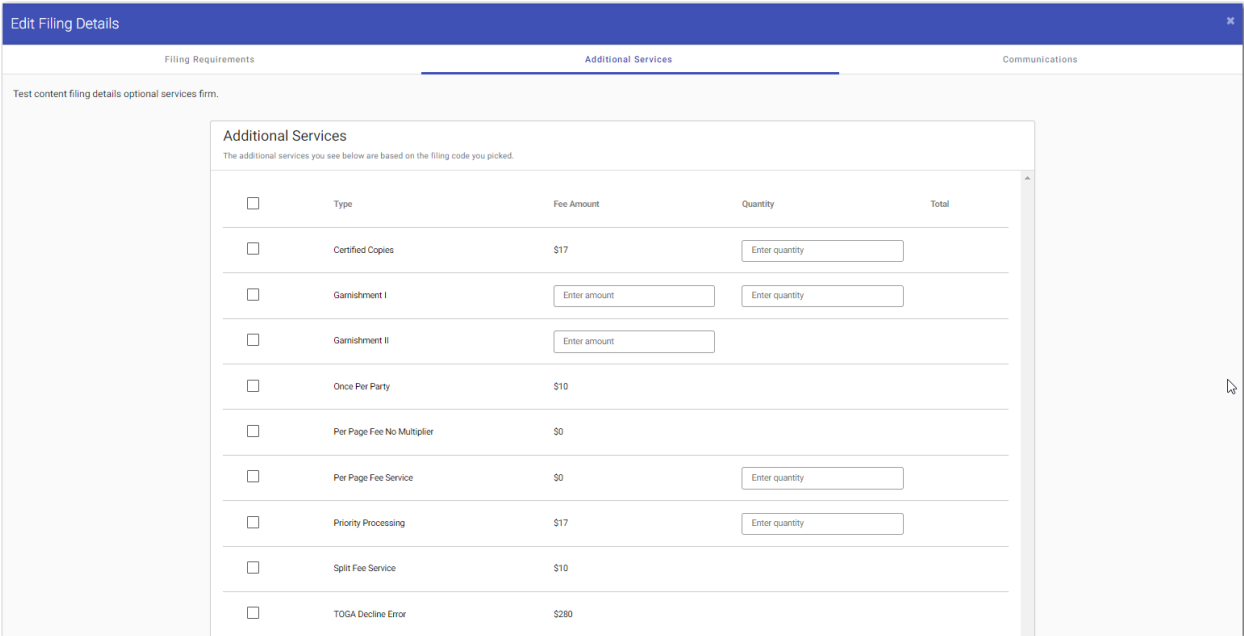 Edit Filing Details
Filing Requirements Additional Services Communications
Test content filing details optional services firm.
Additional Services
The additional services you see below are based on the filing code you picked.
Type Fee Amount Quantity Total
Certified Copies $17 Enter quantity
Garnishment I Enter amount Enter quantity
Garnishment II Enter amount
Once Per Party $10
Per Page Fee No Multiplier $0
Per Page Fee Service $0 Enter quantity
Priority Processing $17 Enter quantity
Split Fee Service $10
TOGA Decline Error $280